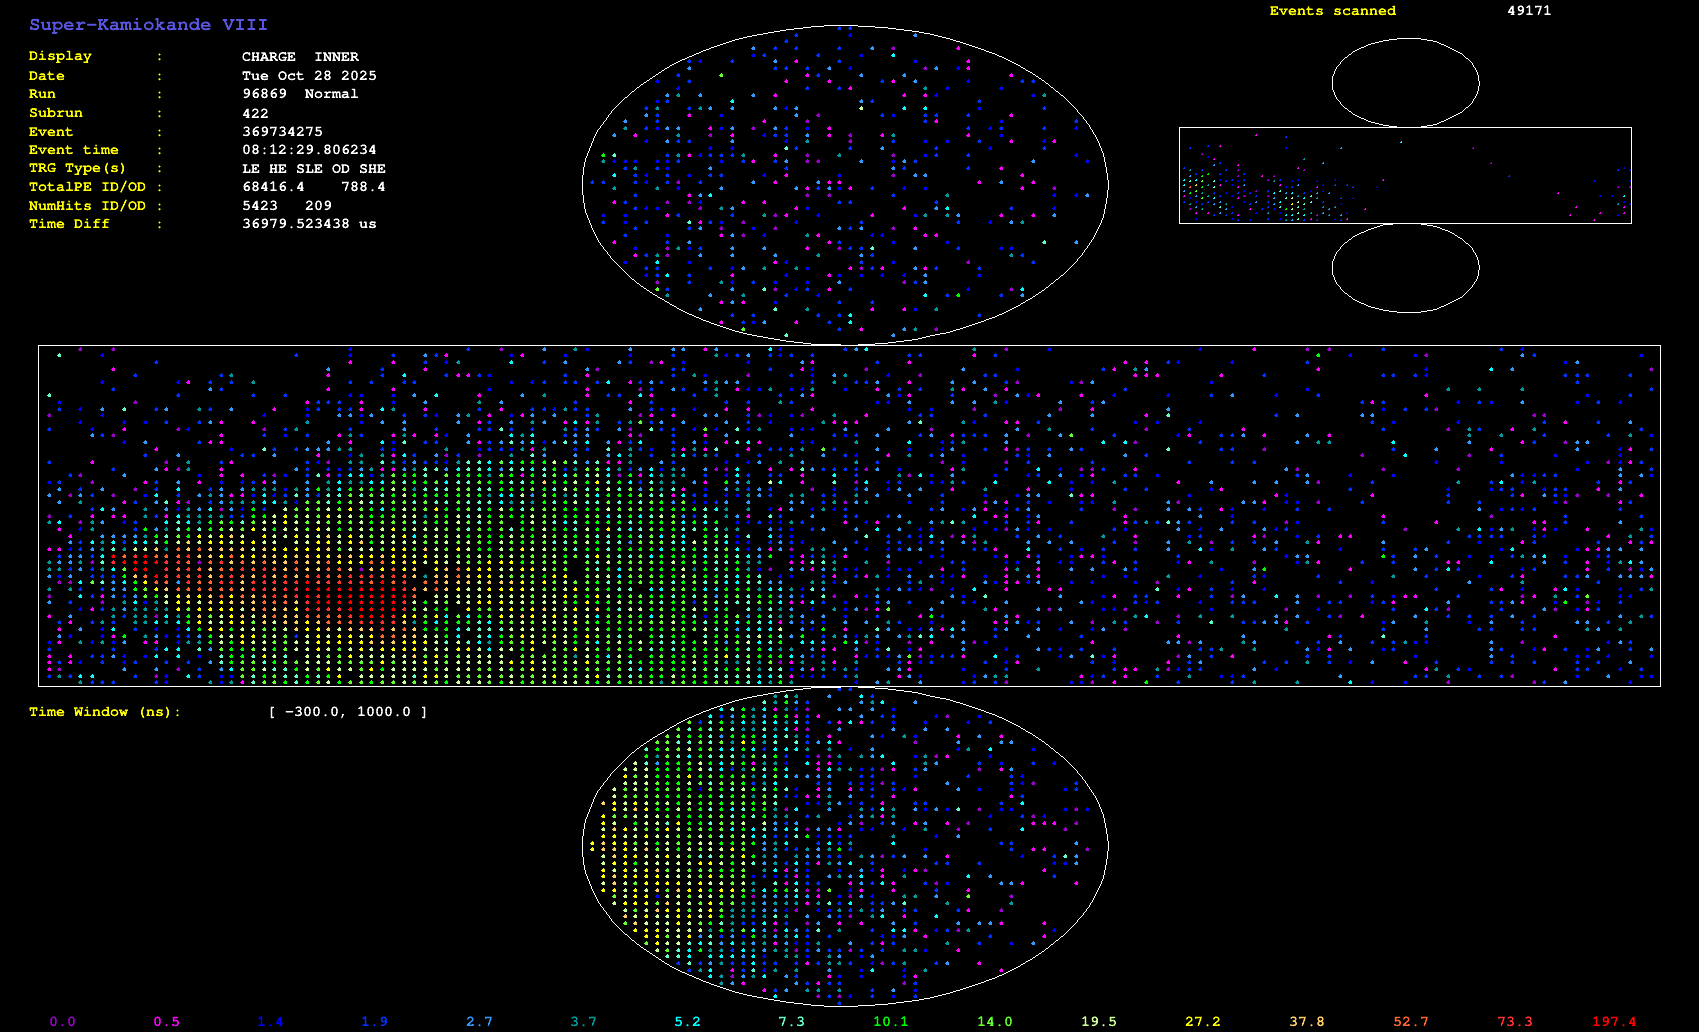 Super-Kamiokande VIII
Display : CHARGE INNER
Date : Tue Oct 28 2025
Run : 96869 Normal
Subrun : 422
Event : 369734275
Event time : 08:12:29.806234
TRG Type(s) : LE HE SLE OD SHE
TotalPE ID/OD : 68416.4 788.4
NumHits ID/OD : 5423 209
Time Diff : 36979.523438 us
Events scanned 49171
Time Window (ns): [ -300.0, 1000.0 ]
0.0 0.5 1.4 1.9 2.7 3.7 5.2 7.3 10.1 14.0 19.5 27.2 37.8 52.7 73.3 197.4